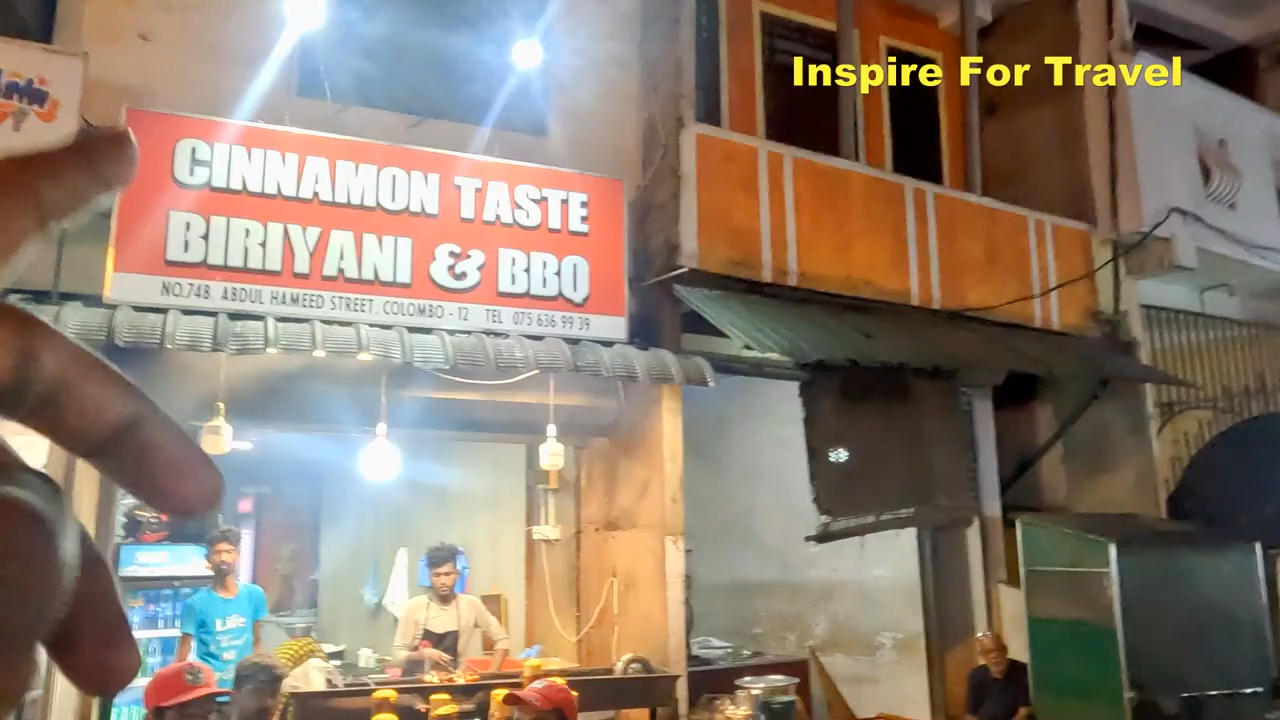 Inspire For Travel
CINNAMON TASTE
BIRIYANI & BBQ
NO.74B, ABDUL HAMEED STREET, COLOMBO - 12 TEL 075 636 99 39
Life